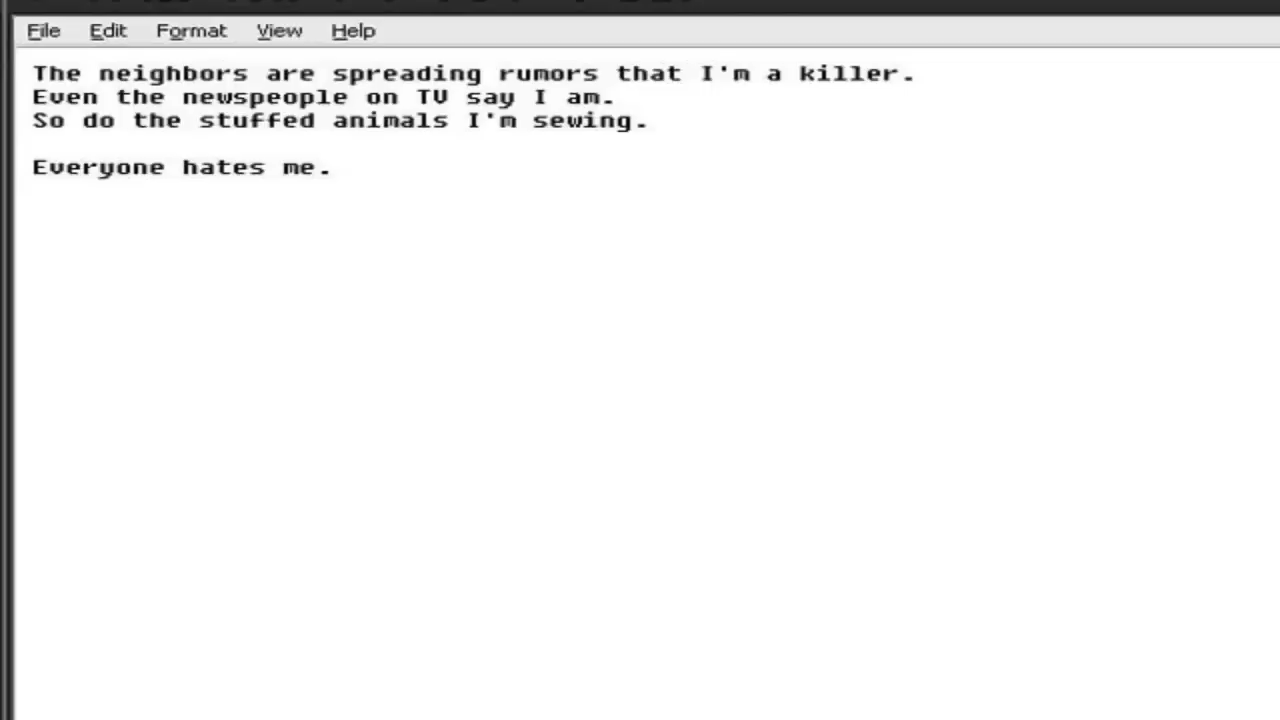 File Edit Format View Help
The neighbors are spreading rumors that I'm a killer.
Even the newspeople on TV say I am.
So do the stuffed animals I'm sewing.
Everyone hates me.